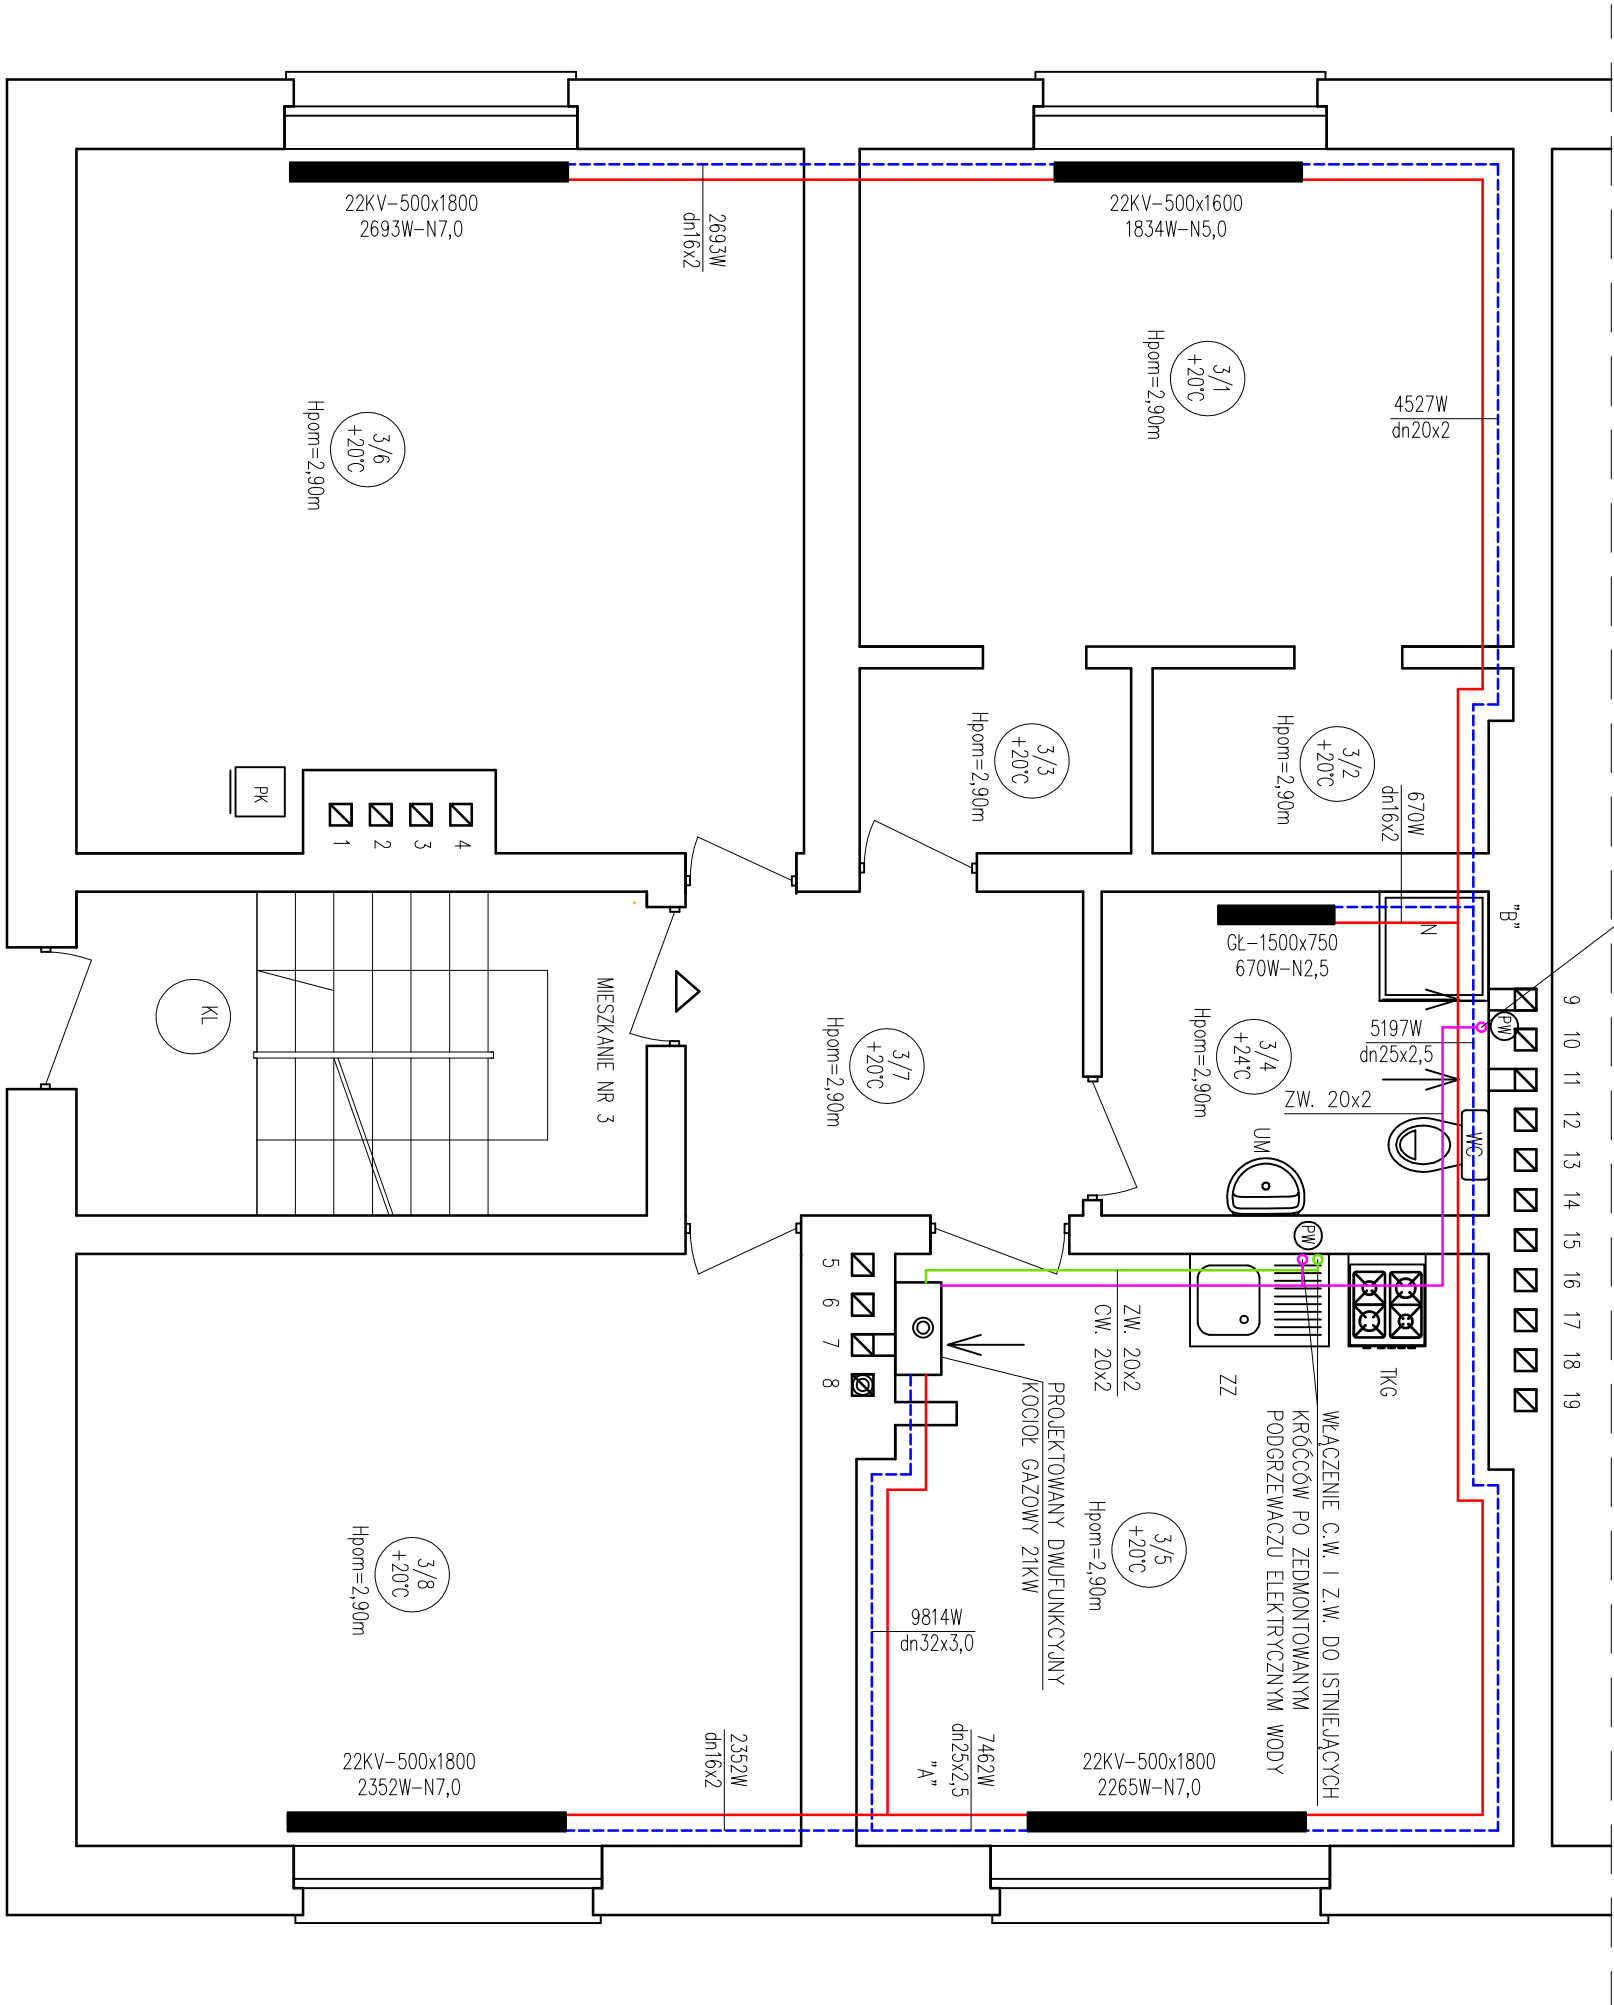 22KV-500x1800
2693W-N7,0
2693W
dn16x2
22KV-500x1600
1834W-N5,0
3/1
+20°C
Hpom=2,90m
4527W
dn20x2
3/6
+20°C
Hpom=2,90m
3/3
+20°C
Hpom=2,90m
3/2
+20°C
Hpom=2,90m
670W
dn16x2
PK
1
2
3
4
GŁ-1500x750
670W-N2,5
N
"B"
KL
MIESZKANIE NR 3
3/7
+20°C
Hpom=2,90m
3/4
+24°C
Hpom=2,90m
5197W
dn25x2,5
ZW. 20x2
PW
UM
WC
PW
9
10
11
12
13
14
15
16
17
18
19
5
6
7
8
ZW. 20x2
CW. 20x2
ZZ
TKG
PROJEKTOWANY DWUFUNKCYJNY
KOCIOŁ GAZOWY 21KW
WŁĄCZENIE C.W. I Z.W. DO ISTNIEJĄCYCH
KRÓĆCÓW PO ZEDMONTOWANYM
PODGRZEWACZU ELEKTRYCZNYM WODY
3/5
+20°C
Hpom=2,90m
3/8
+20°C
Hpom=2,90m
9814W
dn32x3,0
2352W
dn16x2
7462W
dn25x2,5
"A"
22KV-500x1800
2352W-N7,0
22KV-500x1800
2265W-N7,0